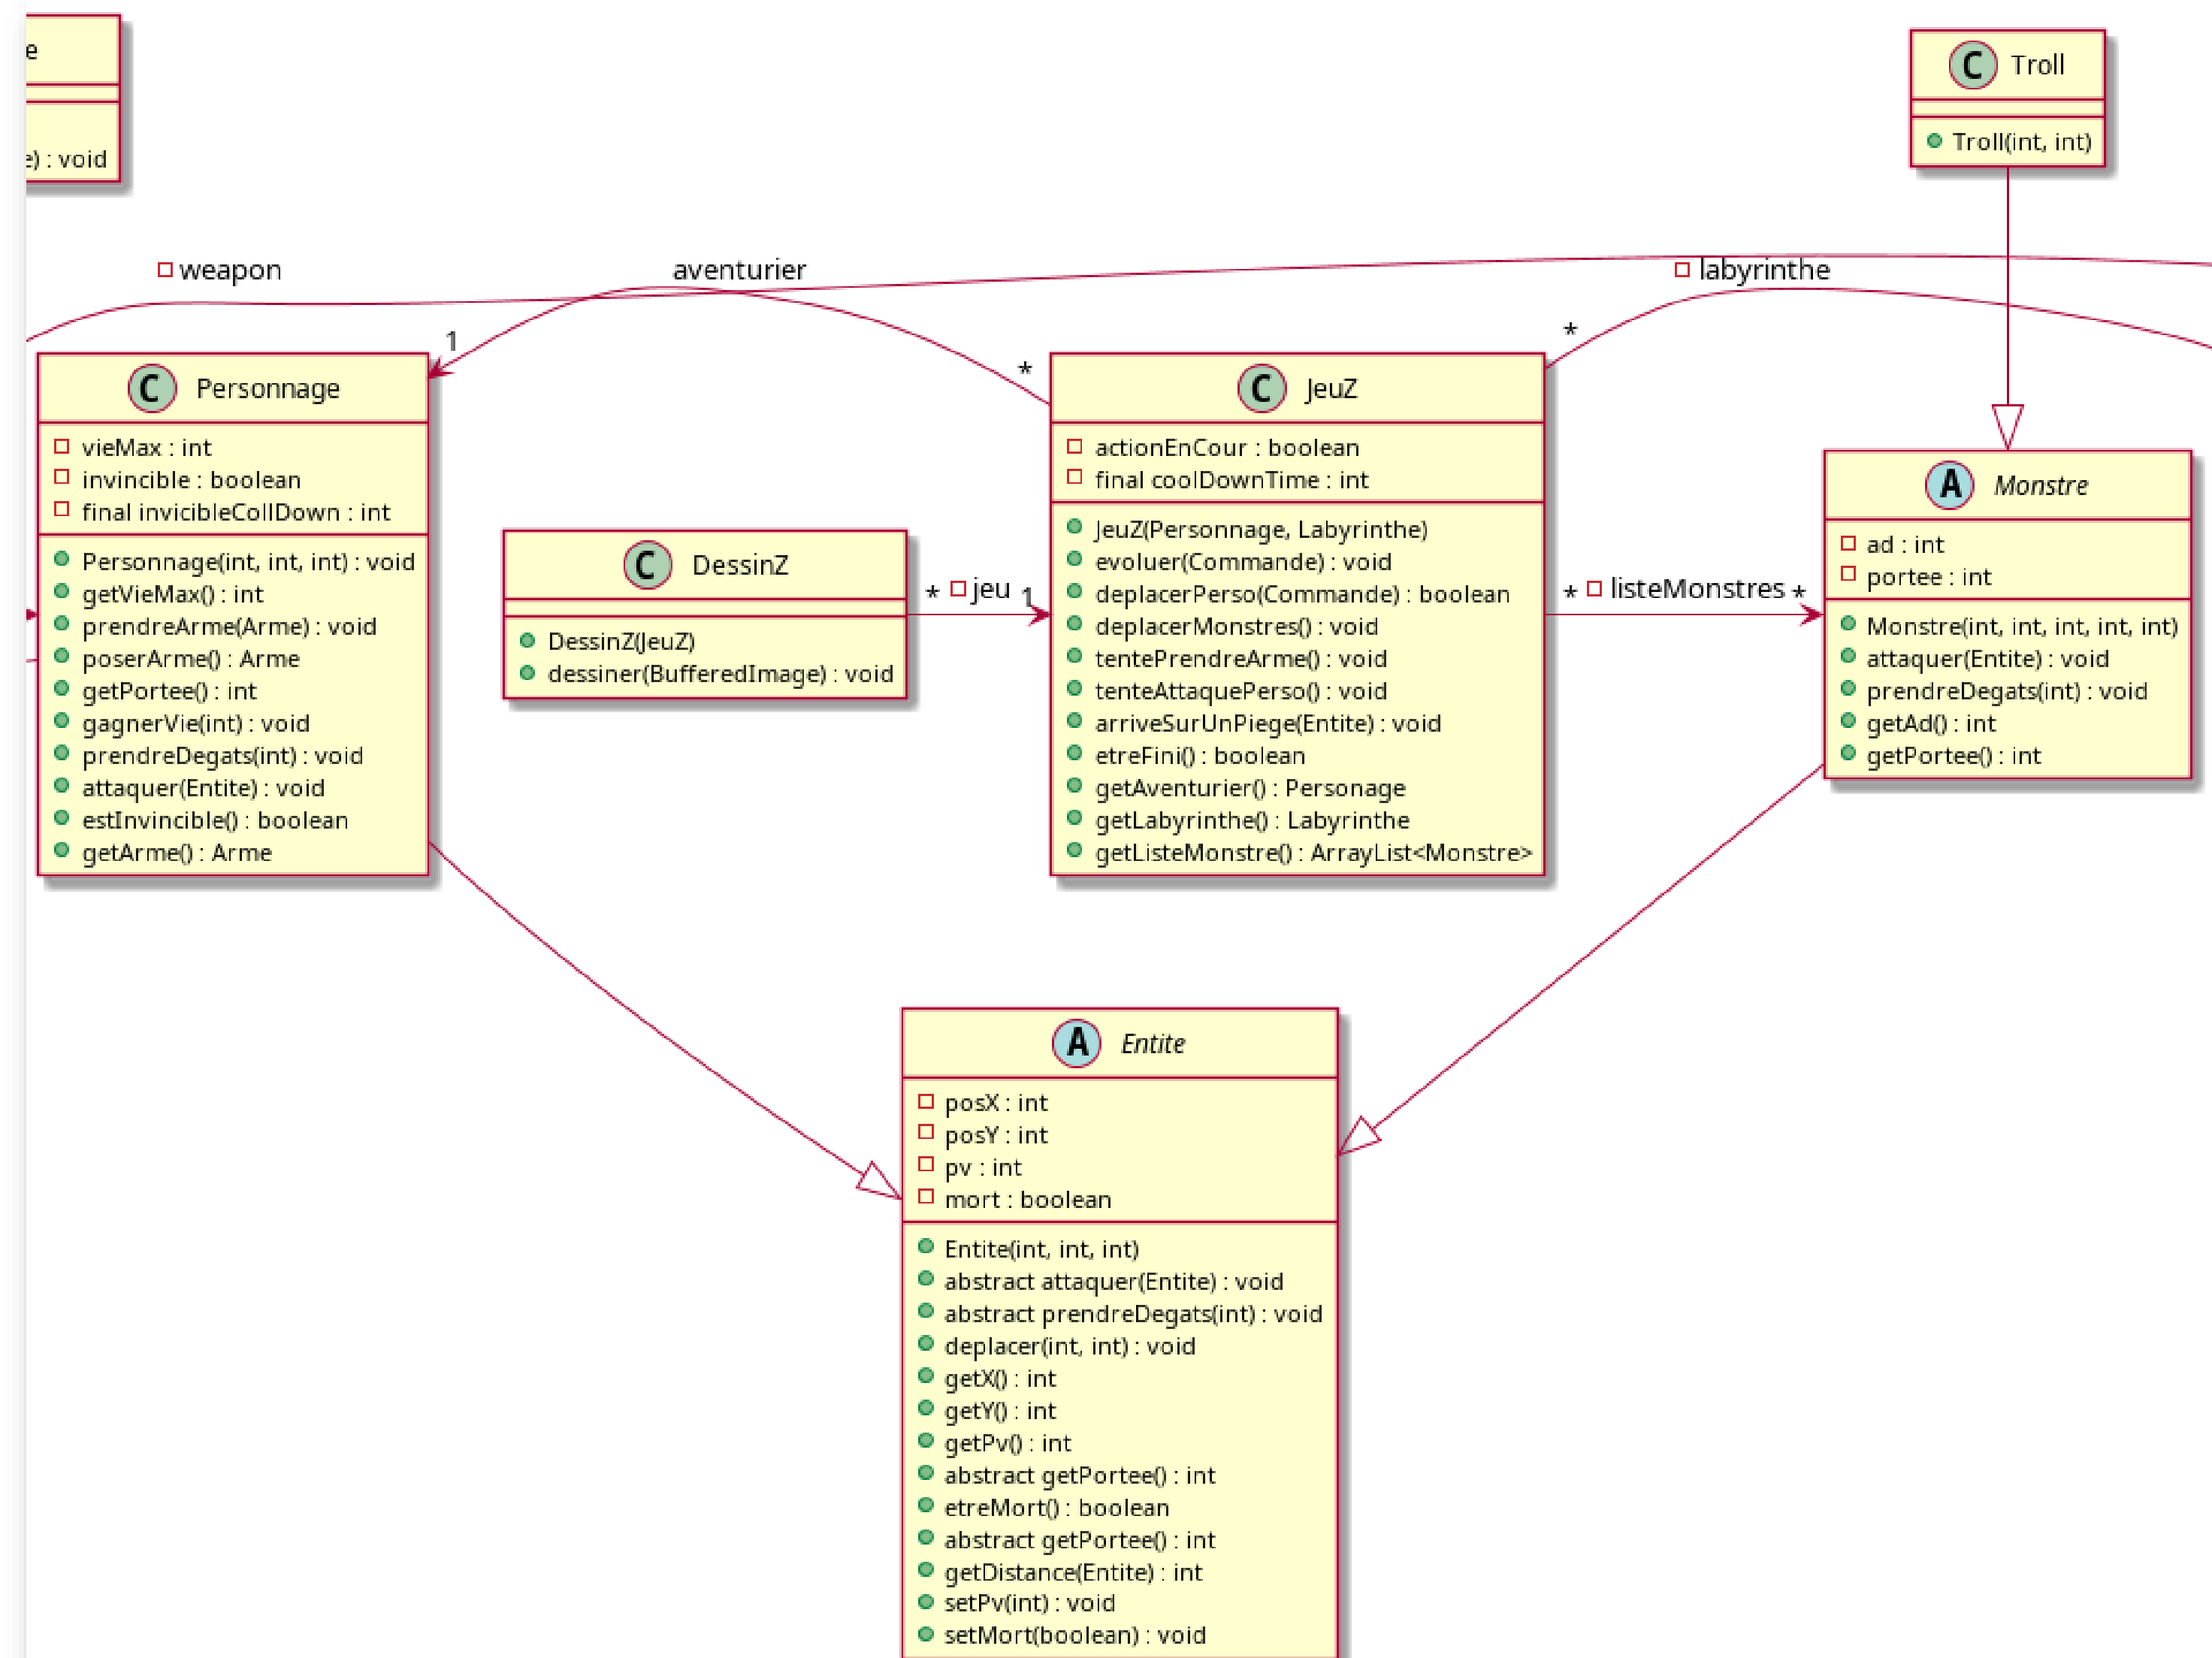 e
e) : void
C Troll
Troll(int, int)
weapon
aventurier
labyrinthe
1
*
*
C Personnage
vieMax : int
invincible : boolean
final invicibleCollDown : int
Personnage(int, int, int) : void
getVieMax() : int
prendreArme(Arme) : void
poserArme() : Arme
getPortee() : int
gagnerVie(int) : void
prendreDegats(int) : void
attaquer(Entite) : void
estInvincible() : boolean
getArme() : Arme
C DessinZ
DessinZ(JeuZ)
dessiner(BufferedImage) : void
* jeu 1
C JeuZ
actionEnCour : boolean
final coolDownTime : int
JeuZ(Personnage, Labyrinthe)
evoluer(Commande) : void
deplacerPerso(Commande) : boolean
deplacerMonstres() : void
tentePrendreArme() : void
tenteAttaquePerso() : void
arriveSurUnPiege(Entite) : void
etreFini() : boolean
getAventurier() : Personage
getLabyrinthe() : Labyrinthe
getListeMonstre() : ArrayList<Monstre>
* listeMonstres *
A Monstre
ad : int
portee : int
Monstre(int, int, int, int, int)
attaquer(Entite) : void
prendreDegats(int) : void
getAd() : int
getPortee() : int
A Entite
posX : int
posY : int
pv : int
mort : boolean
Entite(int, int, int)
abstract attaquer(Entite) : void
abstract prendreDegats(int) : void
deplacer(int, int) : void
getX() : int
getY() : int
getPv() : int
abstract getPortee() : int
etreMort() : boolean
abstract getPortee() : int
getDistance(Entite) : int
setPv(int) : void
setMort(boolean) : void